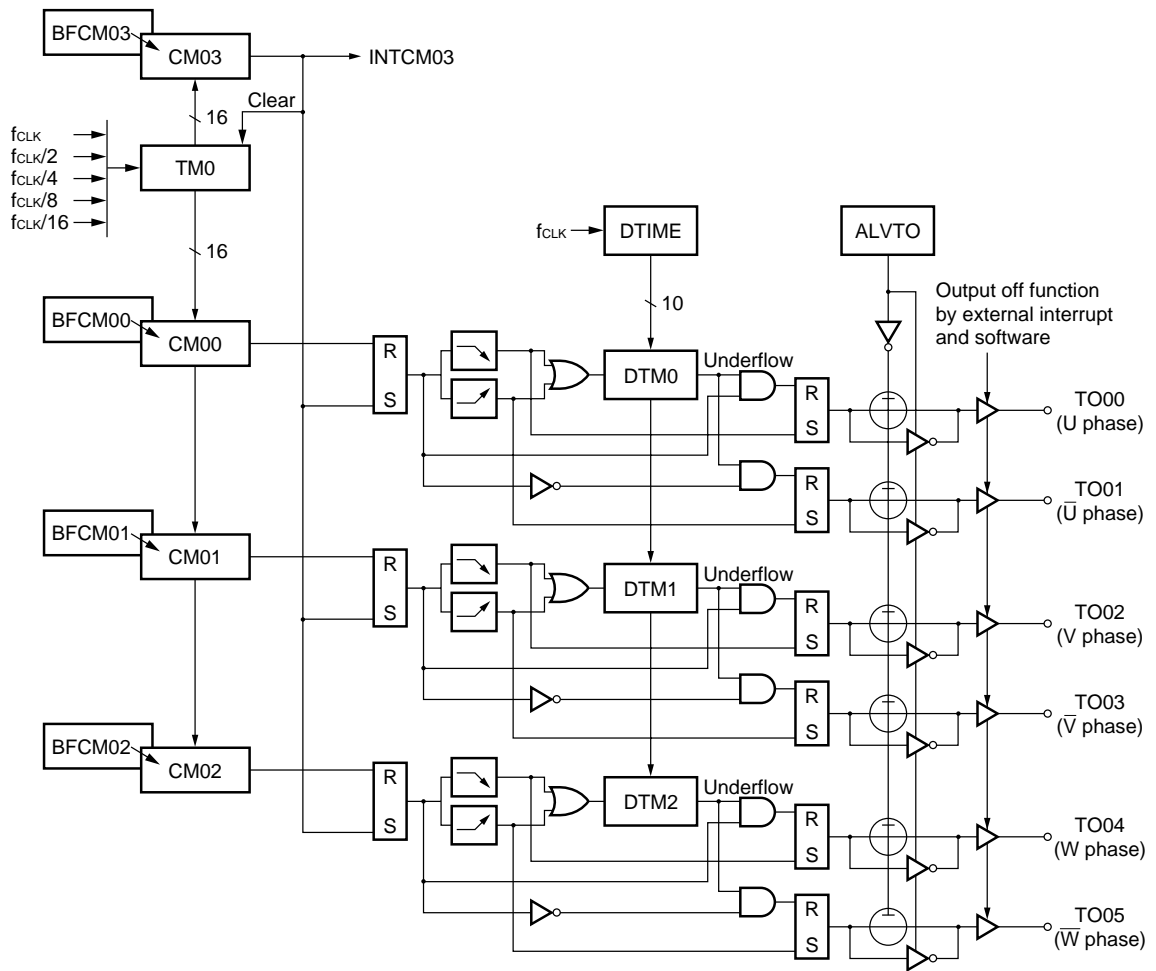 BFCM03
CM03
INTCM03
Clear
16
fCLK
fCLK/2
fCLK/4
fCLK/8
fCLK/16
TM0
16
fCLK
DTIME
ALVTO
10
Output off function
by external interrupt
and software
BFCM00
CM00
R
S
DTM0
Underflow
R
S
TO00
(U phase)
R
S
TO01
(U̅ phase)
BFCM01
CM01
R
S
DTM1
Underflow
R
S
TO02
(V phase)
R
S
TO03
(V̅ phase)
BFCM02
CM02
R
S
DTM2
Underflow
R
S
TO04
(W phase)
R
S
TO05
(W̅ phase)